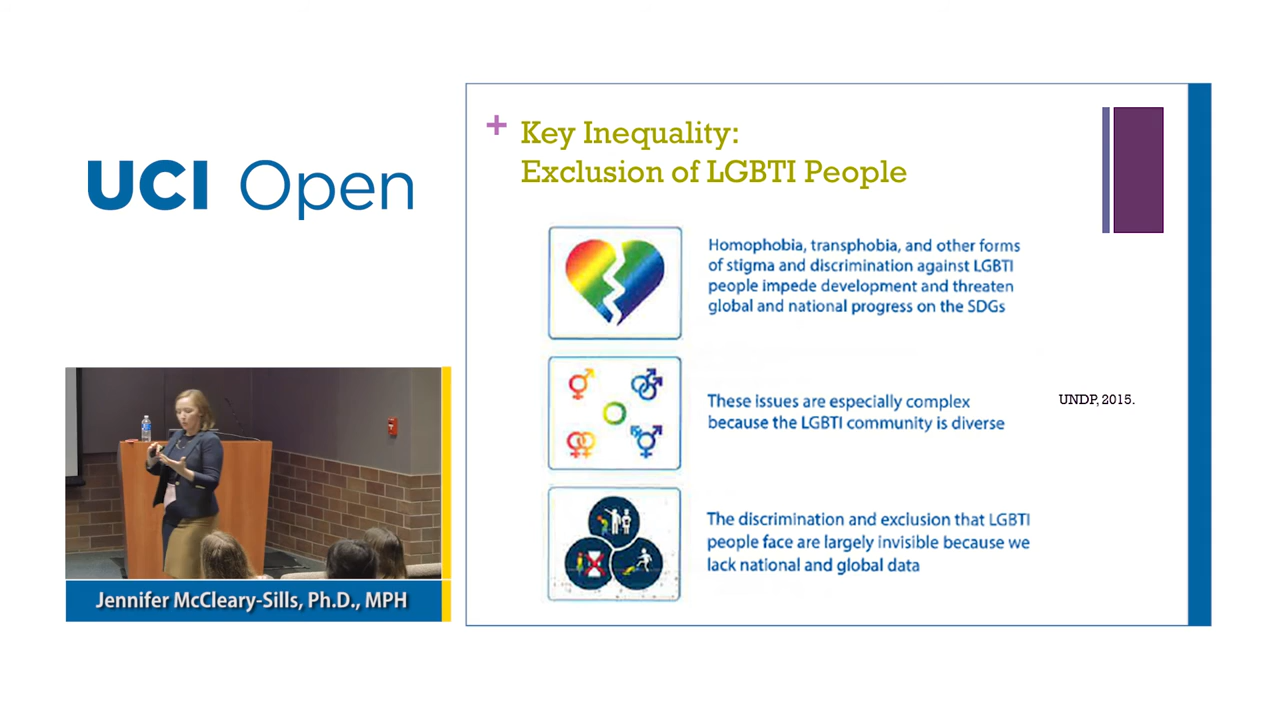 UCI Open
+ Key Inequality:
Exclusion of LGBTI People
Homophobia, transphobia, and other forms
of stigma and discrimination against LGBTI
people impede development and threaten
global and national progress on the SDGs
These issues are especially complex
because the LGBTI community is diverse
UNDP, 2015.
The discrimination and exclusion that LGBTI
people face are largely invisible because we
lack national and global data
Jennifer McCleary-Sills, Ph.D., MPH